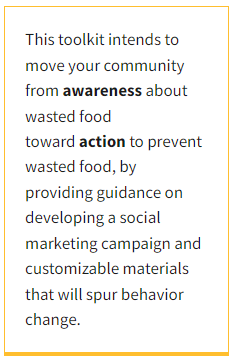 This toolkit intends to
move your community
from awareness about
wasted food
toward action to prevent
wasted food, by
providing guidance on
developing a social
marketing campaign and
customizable materials
that will spur behavior
change.